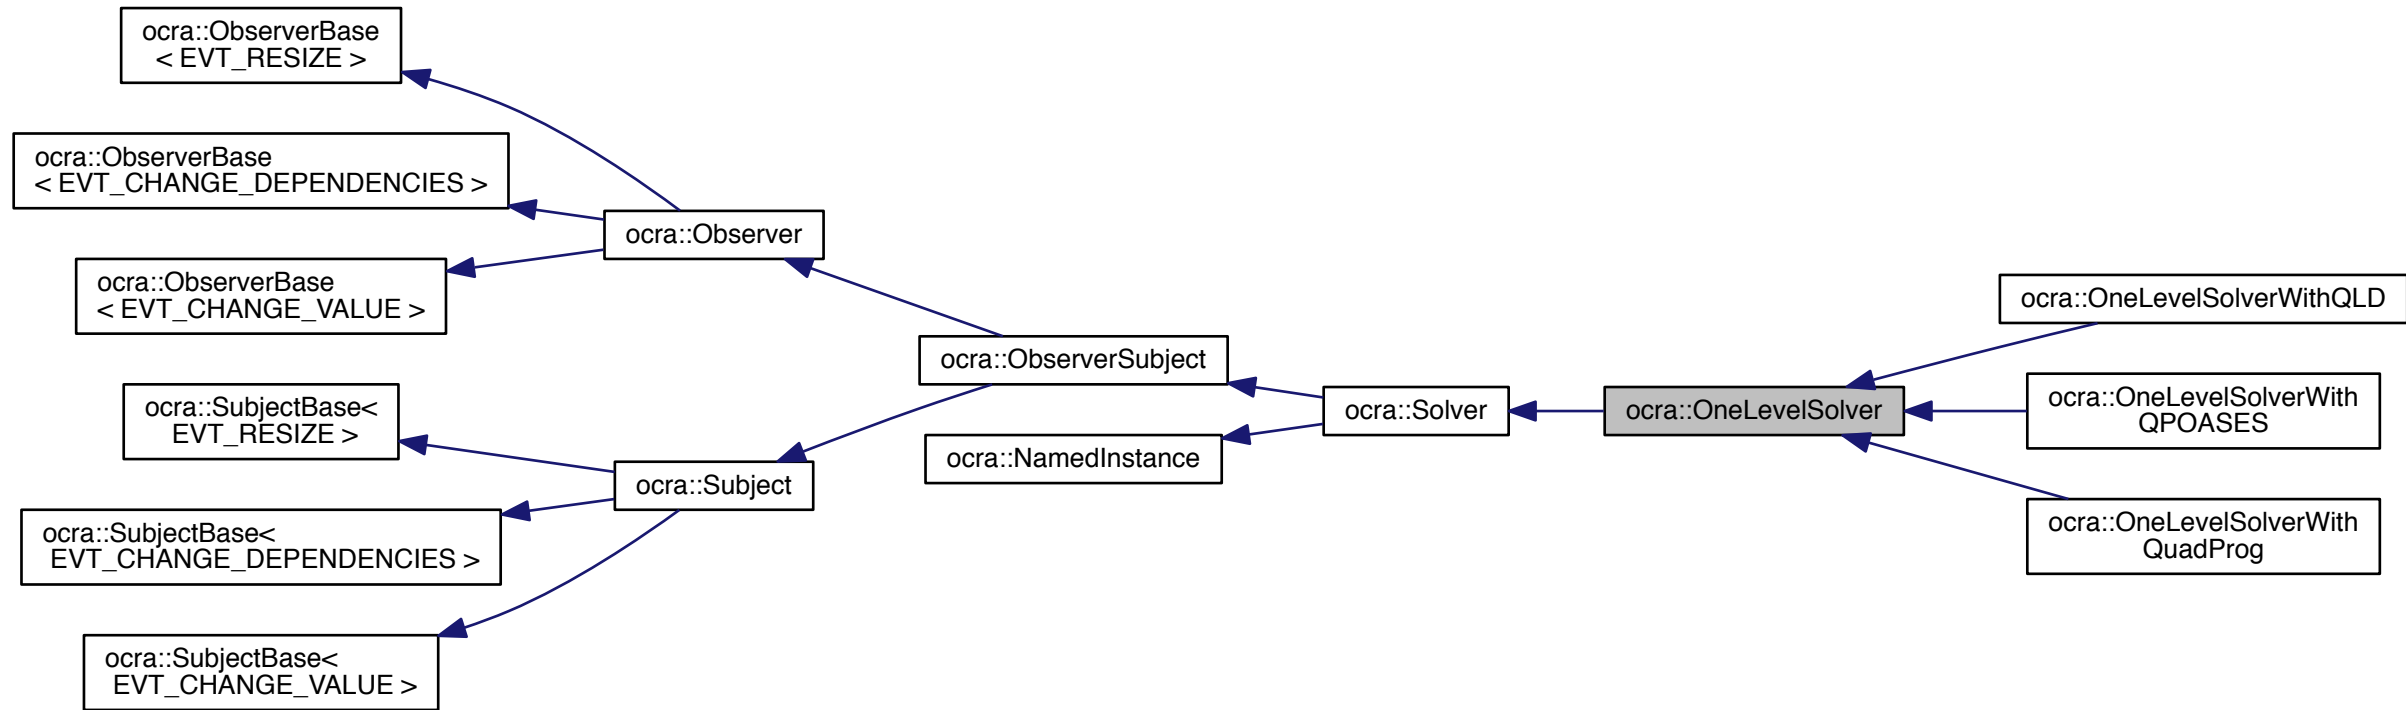 ocra::ObserverBase
< EVT_RESIZE >
ocra::ObserverBase
< EVT_CHANGE_DEPENDENCIES >
ocra::ObserverBase
< EVT_CHANGE_VALUE >
ocra::SubjectBase<
EVT_RESIZE >
ocra::SubjectBase<
EVT_CHANGE_DEPENDENCIES >
ocra::SubjectBase<
EVT_CHANGE_VALUE >
ocra::Observer
ocra::Subject
ocra::ObserverSubject
ocra::NamedInstance
ocra::Solver
ocra::OneLevelSolver
ocra::OneLevelSolverWithQLD
ocra::OneLevelSolverWith
QPOASES
ocra::OneLevelSolverWith
QuadProg